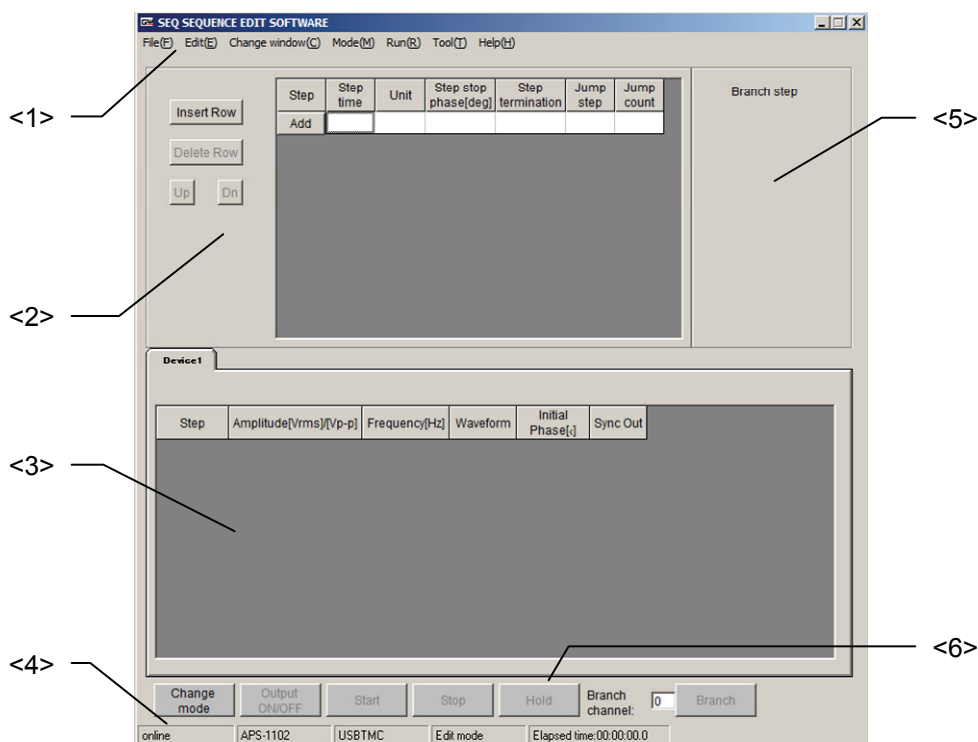 SEQ SEQUENCE EDIT SOFTWARE
File(F) Edit(E) Change window(C) Mode(M) Run(R) Tool(T) Help(H)
<1>
Insert Row
Delete Row
Up Dn
<2>
Step Step time Unit Step stop phase[deg] Step termination Jump step Jump count
Add
Branch step
<5>
Device1
Step Amplitude[Vrms]/[Vp-p] Frequency[Hz] Waveform Initial Phase[‹] Sync Out
<3>
<4>
<6>
Change mode Output ON/OFF Start Stop Hold Branch channel: 0 Branch
online APS-1102 USBTMC Edit mode Elapsed time:00:00:00.0